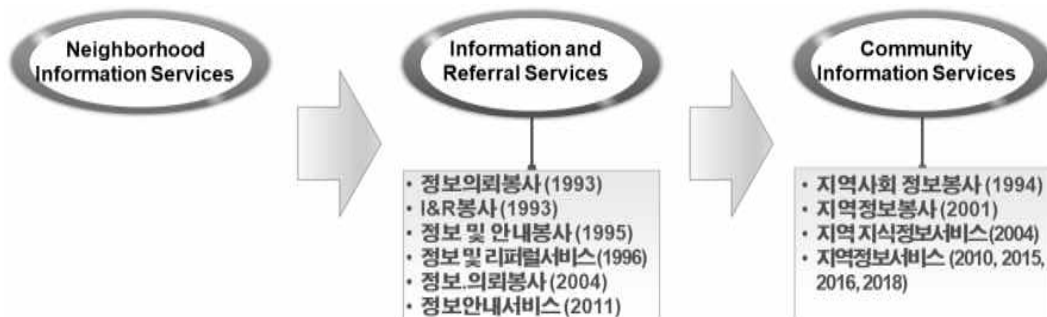 Neighborhood
Information Services
Information and
Referral Services
• 정보의뢰봉사 (1993)
• I&R봉사 (1993)
• 정보 및 안내봉사 (1995)
• 정보 및 리퍼럴서비스 (1996)
• 정보.의뢰봉사 (2004)
• 정보안내서비스 (2011)
Community
Information Services
• 지역사회 정보봉사 (1994)
• 지역정보봉사 (2001)
• 지역 지식정보서비스 (2004)
• 지역정보서비스 (2010, 2015,
2016, 2018)